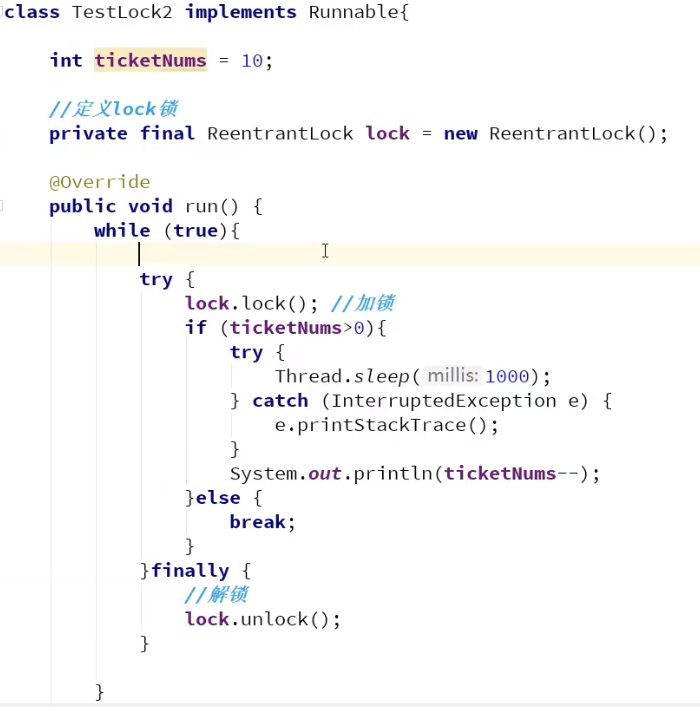 class TestLock2 implements Runnable{
int ticketNums = 10;
//定义lock锁
private final ReentrantLock lock = new ReentrantLock();
@Override
public void run() {
while (true){
try {
lock.lock(); //加锁
if (ticketNums>0){
try {
Thread.sleep( millis: 1000);
} catch (InterruptedException e) {
e.printStackTrace();
}
System.out.println(ticketNums--);
}else {
break;
}
}finally {
//解锁
lock.unlock();
}
}